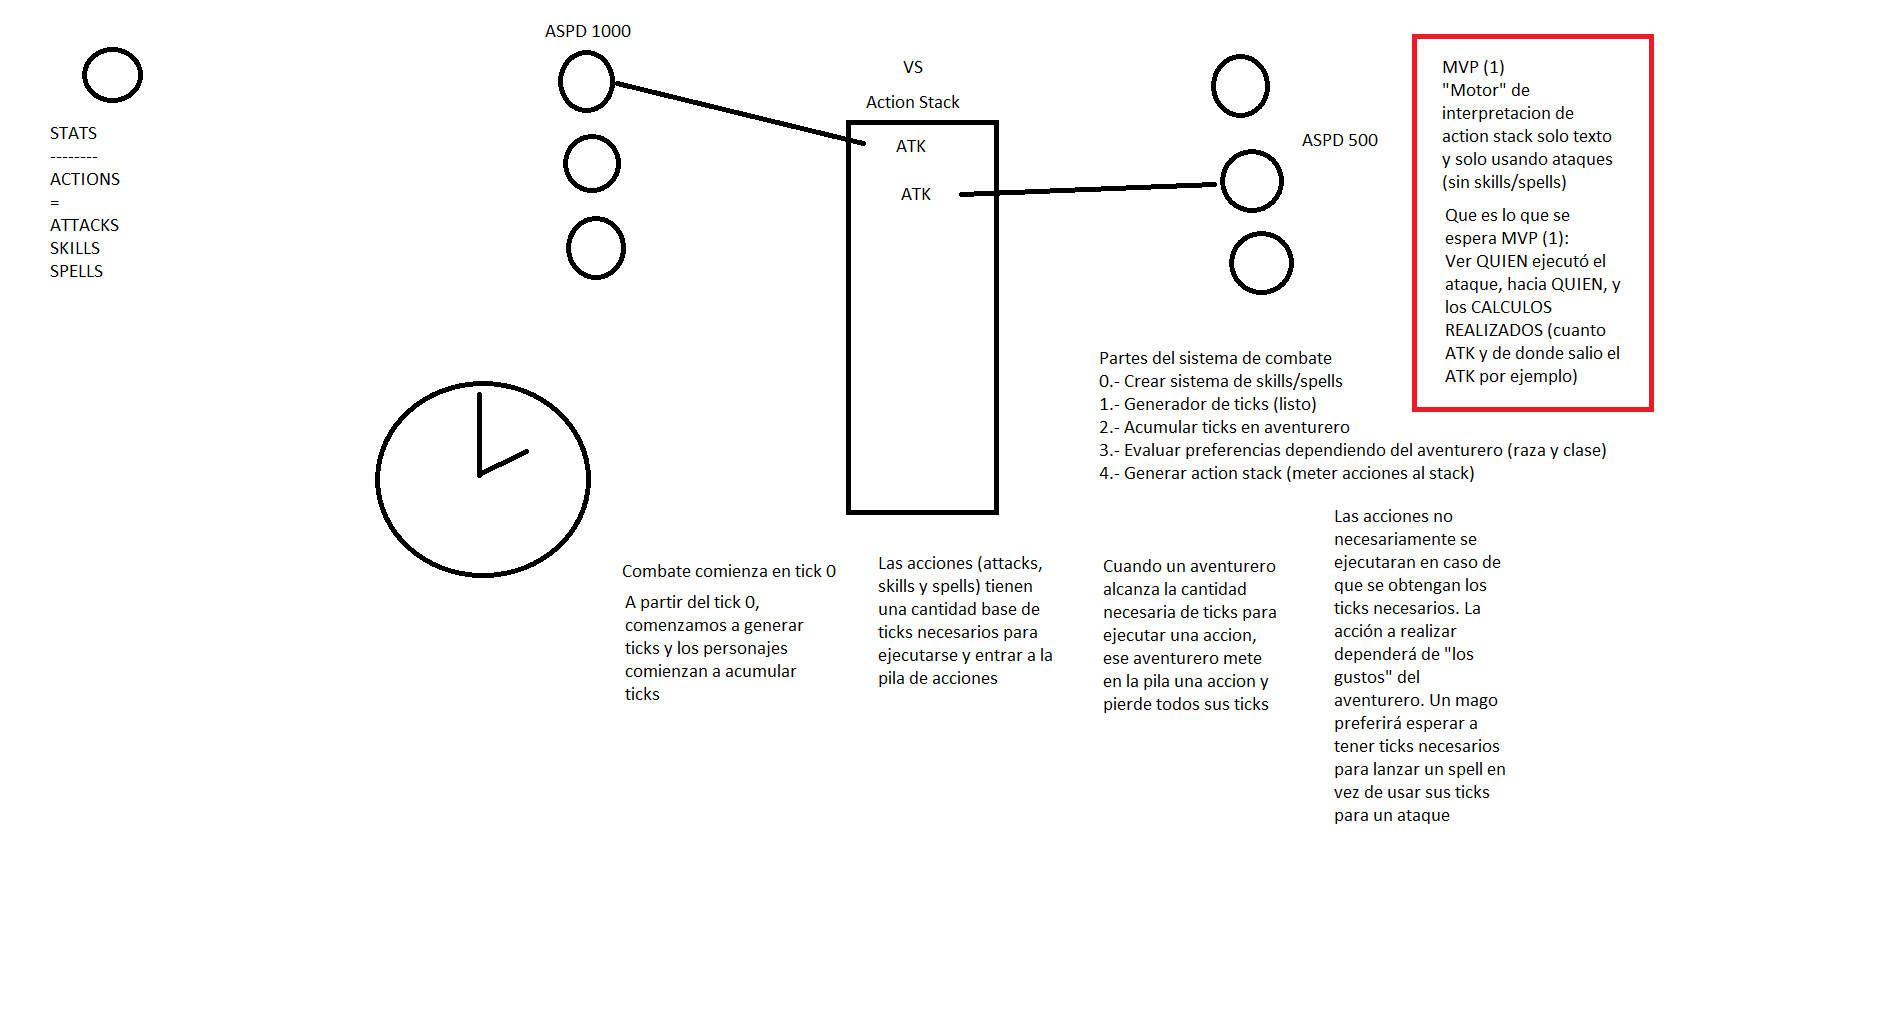 STATS
--------
ACTIONS
=
ATTACKS
SKILLS
SPELLS
ASPD 1000
VS
Action Stack
ATK
ATK
ASPD 500
MVP (1)
"Motor" de
interpretacion de
action stack solo texto
y solo usando ataques
(sin skills/spells)
Que es lo que se
espera MVP (1):
Ver QUIEN ejecutó el
ataque, hacia QUIEN, y
los CALCULOS
REALIZADOS (cuanto
ATK y de donde salio el
ATK por ejemplo)
Partes del sistema de combate
0.- Crear sistema de skills/spells
1.- Generador de ticks (listo)
2.- Acumular ticks en aventurero
3.- Evaluar preferencias dependiendo del aventurero (raza y clase)
4.- Generar action stack (meter acciones al stack)
Combate comienza en tick 0
A partir del tick 0,
comenzamos a generar
ticks y los personajes
comienzan a acumular
ticks
Las acciones (attacks,
skills y spells) tienen
una cantidad base de
ticks necesarios para
ejecutarse y entrar a la
pila de acciones
Cuando un aventurero
alcanza la cantidad
necesaria de ticks para
ejecutar una accion,
ese aventurero mete
en la pila una accion y
pierde todos sus ticks
Las acciones no
necesariamente se
ejecutaran en caso de
que se obtengan los
ticks necesarios. La
acción a realizar
dependerá de "los
gustos" del
aventurero. Un mago
preferirá esperar a
tener ticks necesarios
para lanzar un spell en
vez de usar sus ticks
para un ataque